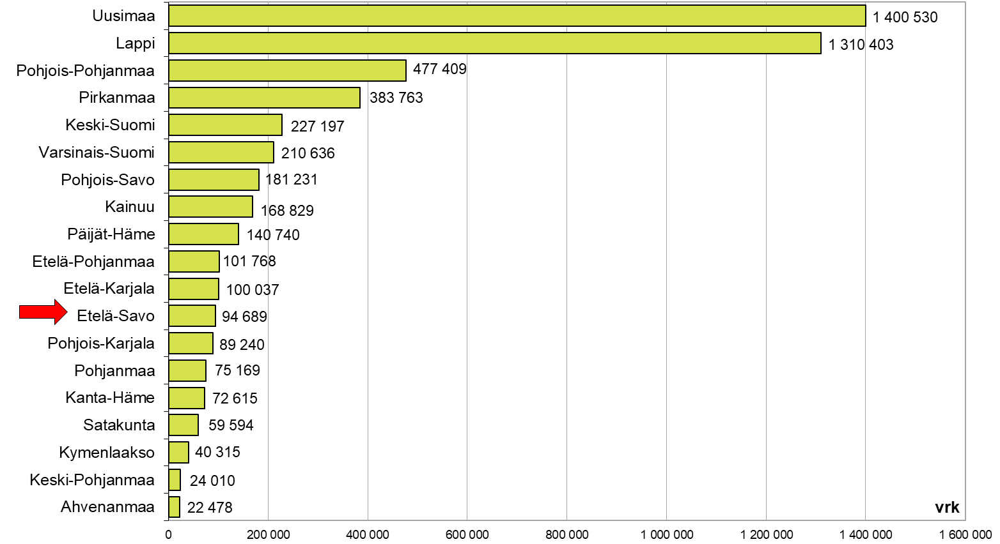 Uusimaa 1 400 530
Lappi 1 310 403
Pohjois-Pohjanmaa 477 409
Pirkanmaa 383 763
Keski-Suomi 227 197
Varsinais-Suomi 210 636
Pohjois-Savo 181 231
Kainuu 168 829
Päijät-Häme 140 740
Etelä-Pohjanmaa 101 768
Etelä-Karjala 100 037
Etelä-Savo 94 689
Pohjois-Karjala 89 240
Pohjanmaa 75 169
Kanta-Häme 72 615
Satakunta 59 594
Kymenlaakso 40 315
Keski-Pohjanmaa 24 010
Ahvenanmaa 22 478 vrk
0 200 000 400 000 600 000 800 000 1 000 000 1 200 000 1 400 000 1 600 000